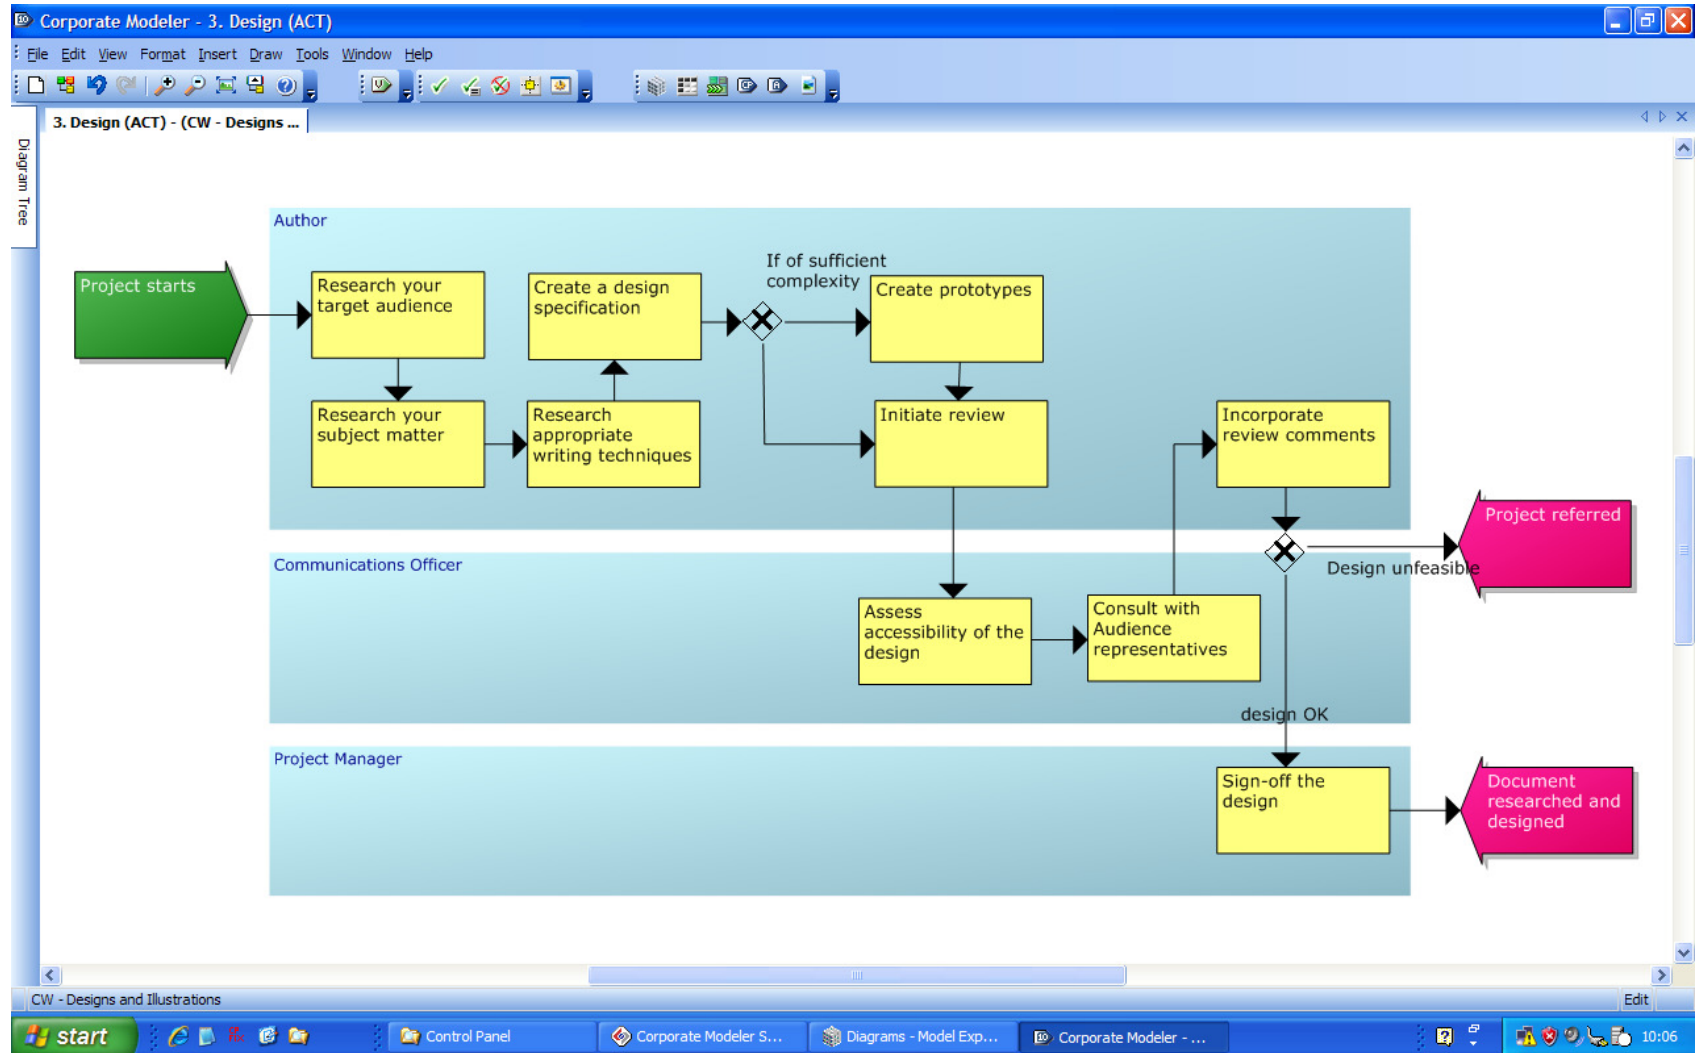 Corporate Modeler - 3. Design (ACT)
File Edit View Format Insert Draw Tools Window Help
3. Design (ACT) - (CW - Designs ...
Diagram Tree
Author
Project starts
Research your
target audience
Create a design
specification
If of sufficient
complexity
Create prototypes
Research your
subject matter
Research
appropriate
writing techniques
Initiate review
Incorporate
review comments
Project referred
Design unfeasible
Communications Officer
Assess
accessibility of the
design
Consult with
Audience
representatives
design OK
Project Manager
Sign-off the
design
Document
researched and
designed
CW - Designs and Illustrations
Edit
start
Control Panel
Corporate Modeler S...
Diagrams - Model Exp...
Corporate Modeler - ...
10:06